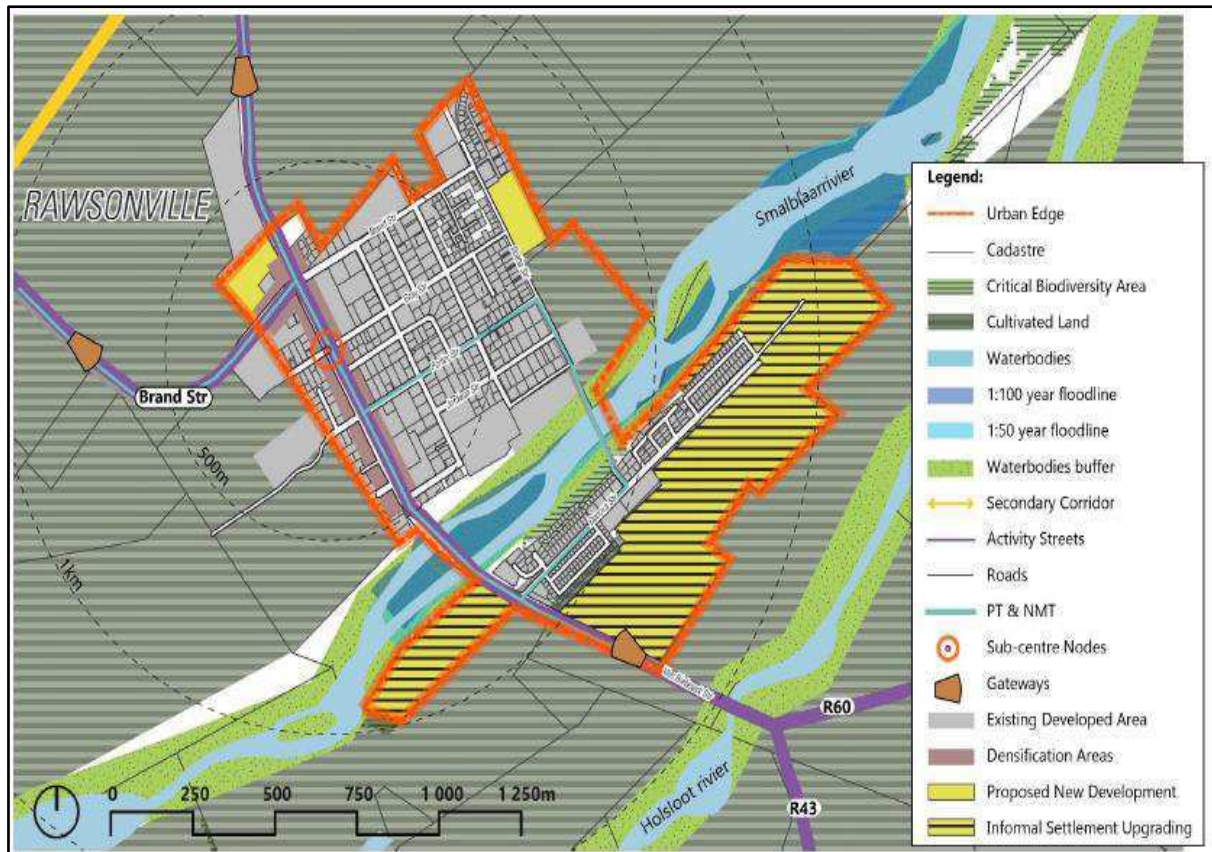 RAWSONVILLE
Smalblaarrivier
Brand Str
500m
1km
R60
R43
Holsloot rivier
0 250 500 750 1 000 1 250m
Legend:
Urban Edge
Cadastre
Critical Biodiversity Area
Cultivated Land
Waterbodies
1:100 year floodline
1:50 year floodline
Waterbodies buffer
Secondary Corridor
Activity Streets
Roads
PT & NMT
Sub-centre Nodes
Gateways
Existing Developed Area
Densification Areas
Proposed New Development
Informal Settlement Upgrading